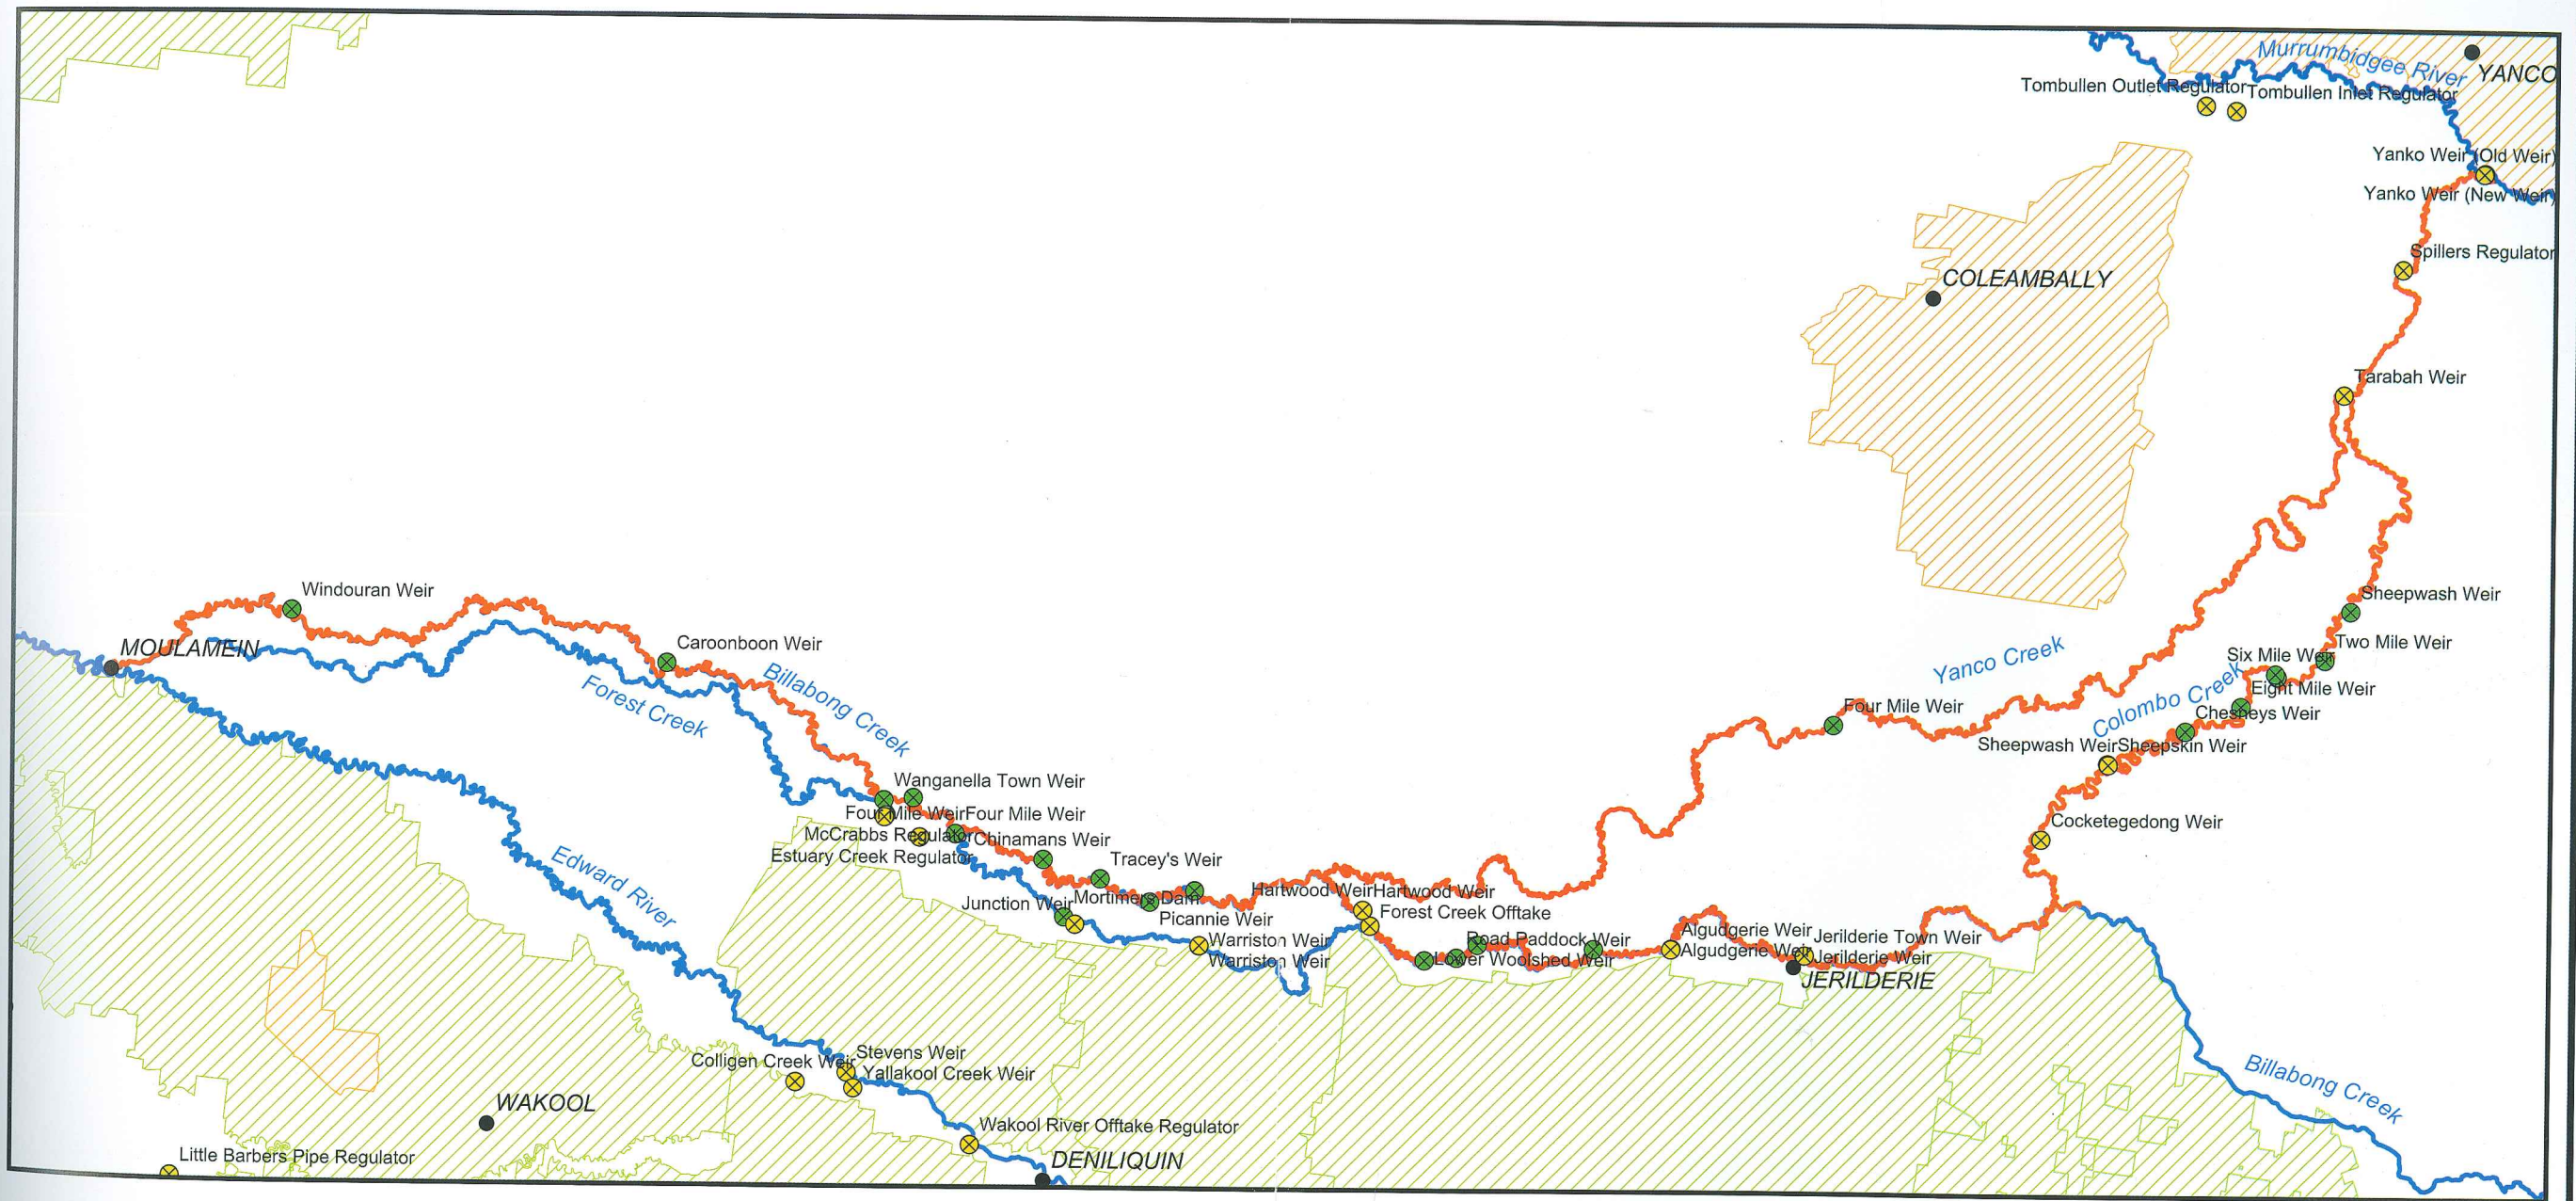 Murrumbidgee River
YANCO
Tombullen Outlet Regulator
Tombullen Inlet Regulator
Yanko Weir (Old Weir)
Yanko Weir (New Weir)
Spillers Regulator
COLEAMBALLY
Tarabah Weir
Windouran Weir
Sheepwash Weir
MOULAMEIN
Caroonboon Weir
Two Mile Weir
Yanco Creek
Six Mile Weir
Billabong Creek
Forest Creek
Eight Mile Weir
Colombo Creek
Four Mile Weir
Chesneys Weir
Sheepwash Weir
Sheepskin Weir
Wanganella Town Weir
Four Mile Weir
Four Mile Weir
Cocketegedong Weir
McCrabbs Regulator
Chinamans Weir
Estuary Creek Regulator
Tracey's Weir
Edward River
Hartwood Weir
Hartwood Weir
Junction Weir
Mortimers Dam
Forest Creek Offtake
Picannie Weir
Algudgerie Weir
Jerilderie Town Weir
Warriston Weir
Road Paddock Weir
Algudgerie Weir
Jerilderie Weir
Warriston Weir
Lower Woolshed Weir
JERILDERIE
Stevens Weir
Colligen Creek Weir
Yallakool Creek Weir
Billabong Creek
WAKOOL
Wakool River Offtake Regulator
Little Barbers Pipe Regulator
DENILIQUIN